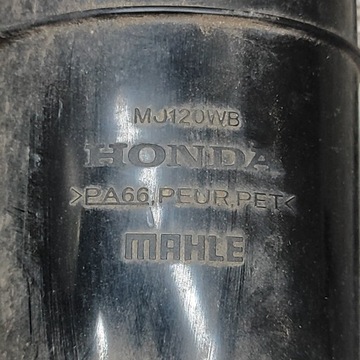 MJ120WB
HONDA
>PA66,PEUR,PET<
MAHLE